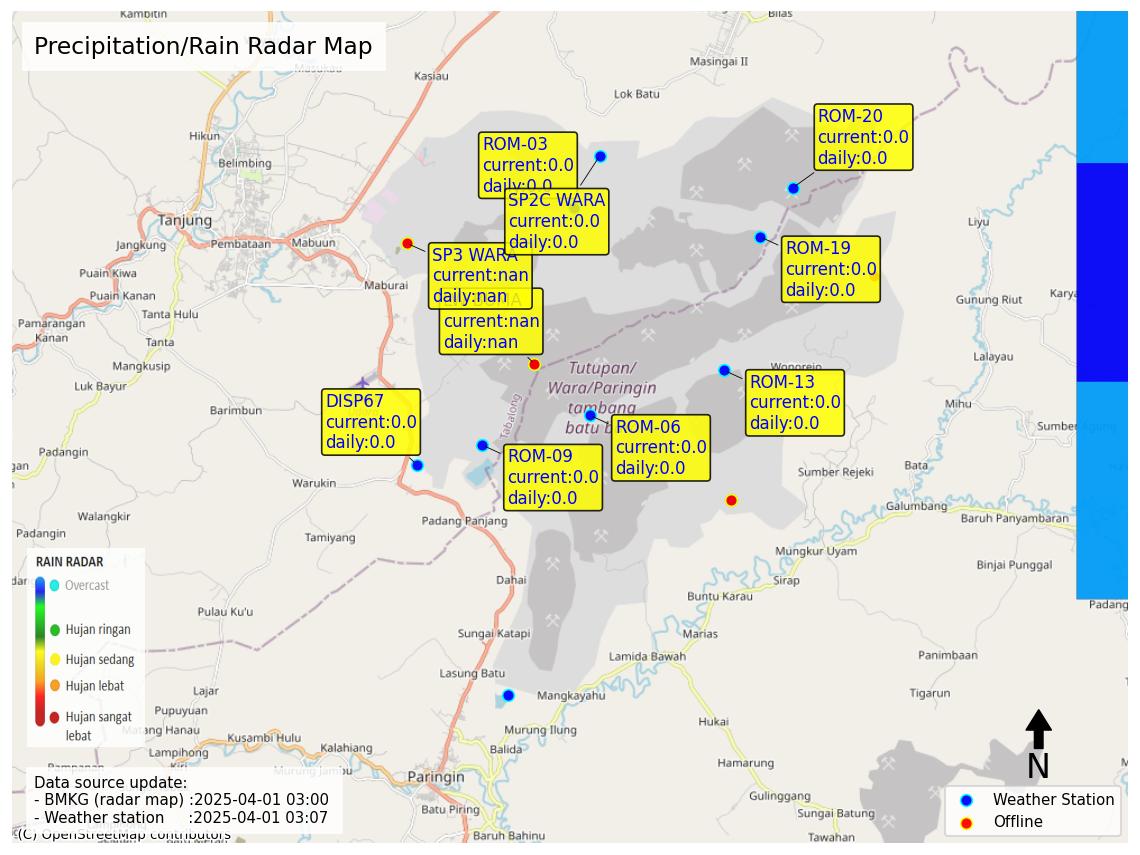 Precipitation/Rain Radar Map
Kambitin
Kasiau
Masingai II
Bilas
Lok Batu
Hikun
Belimbing
Tanjung
Jangkung
Pembataan
Mabuun
Maburai
Puain Kiwa
Puain Kanan
Tanta Hulu
Pamarangan
Kanan
Tanta
Mangkusip
Luk Bayur
Barimbun
Padangin
Warukin
Walangkir
Padangin
Tamiyang
Padang Panjang
Dahai
Pulau Ku'u
Sungai Katapi
Lasung Batu
Lajar
Pupuyuan
Matang Hanau
Lampihong
Kusambi Hulu
Kalahiang
Murung Jambu
Paringin
Batu Piring
Baruh Bahinu
Balida
Murung Ilung
Mangkayahu
Lamida Bawah
Marias
Buntu Karau
Sirap
Mungkur Uyam
Galumbang
Baruh Panyambaran
Binjai Punggal
Bata
Sumber Rejeki
Mihu
Lalayau
Gunung Riut
Liyu
Wonorejo
Panimbaan
Tigarun
Hukai
Hamarung
Gulinggang
Sungai Batung
Tawahan
Tabalong
Tutupan/
Wara/Paringin
tambang
ROM-03
current:0.0
daily:0.0
SP2C WARA
current:0.0
daily:0.0
ROM-20
current:0.0
daily:0.0
ROM-19
current:0.0
daily:0.0
SP3 WARA
current:nan
daily:nan
current:nan
daily:nan
ROM-13
current:0.0
daily:0.0
DISP67
current:0.0
daily:0.0
ROM-06
current:0.0
daily:0.0
ROM-09
current:0.0
daily:0.0
RAIN RADAR
Overcast
Hujan ringan
Hujan sedang
Hujan lebat
Hujan sangat
lebat
Data source update:
- BMKG (radar map) :2025-04-01 03:00
- Weather station :2025-04-01 03:07
(C) OpenStreetMap contributors
N
Weather Station
Offline